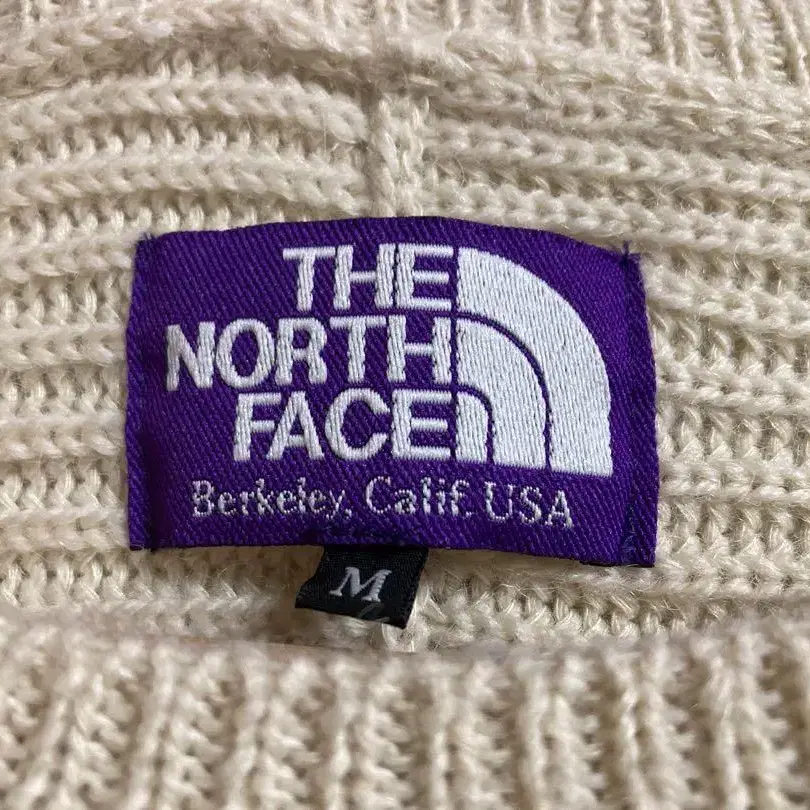 THE
NORTH
FACE
Berkeley, Calif. USA
M